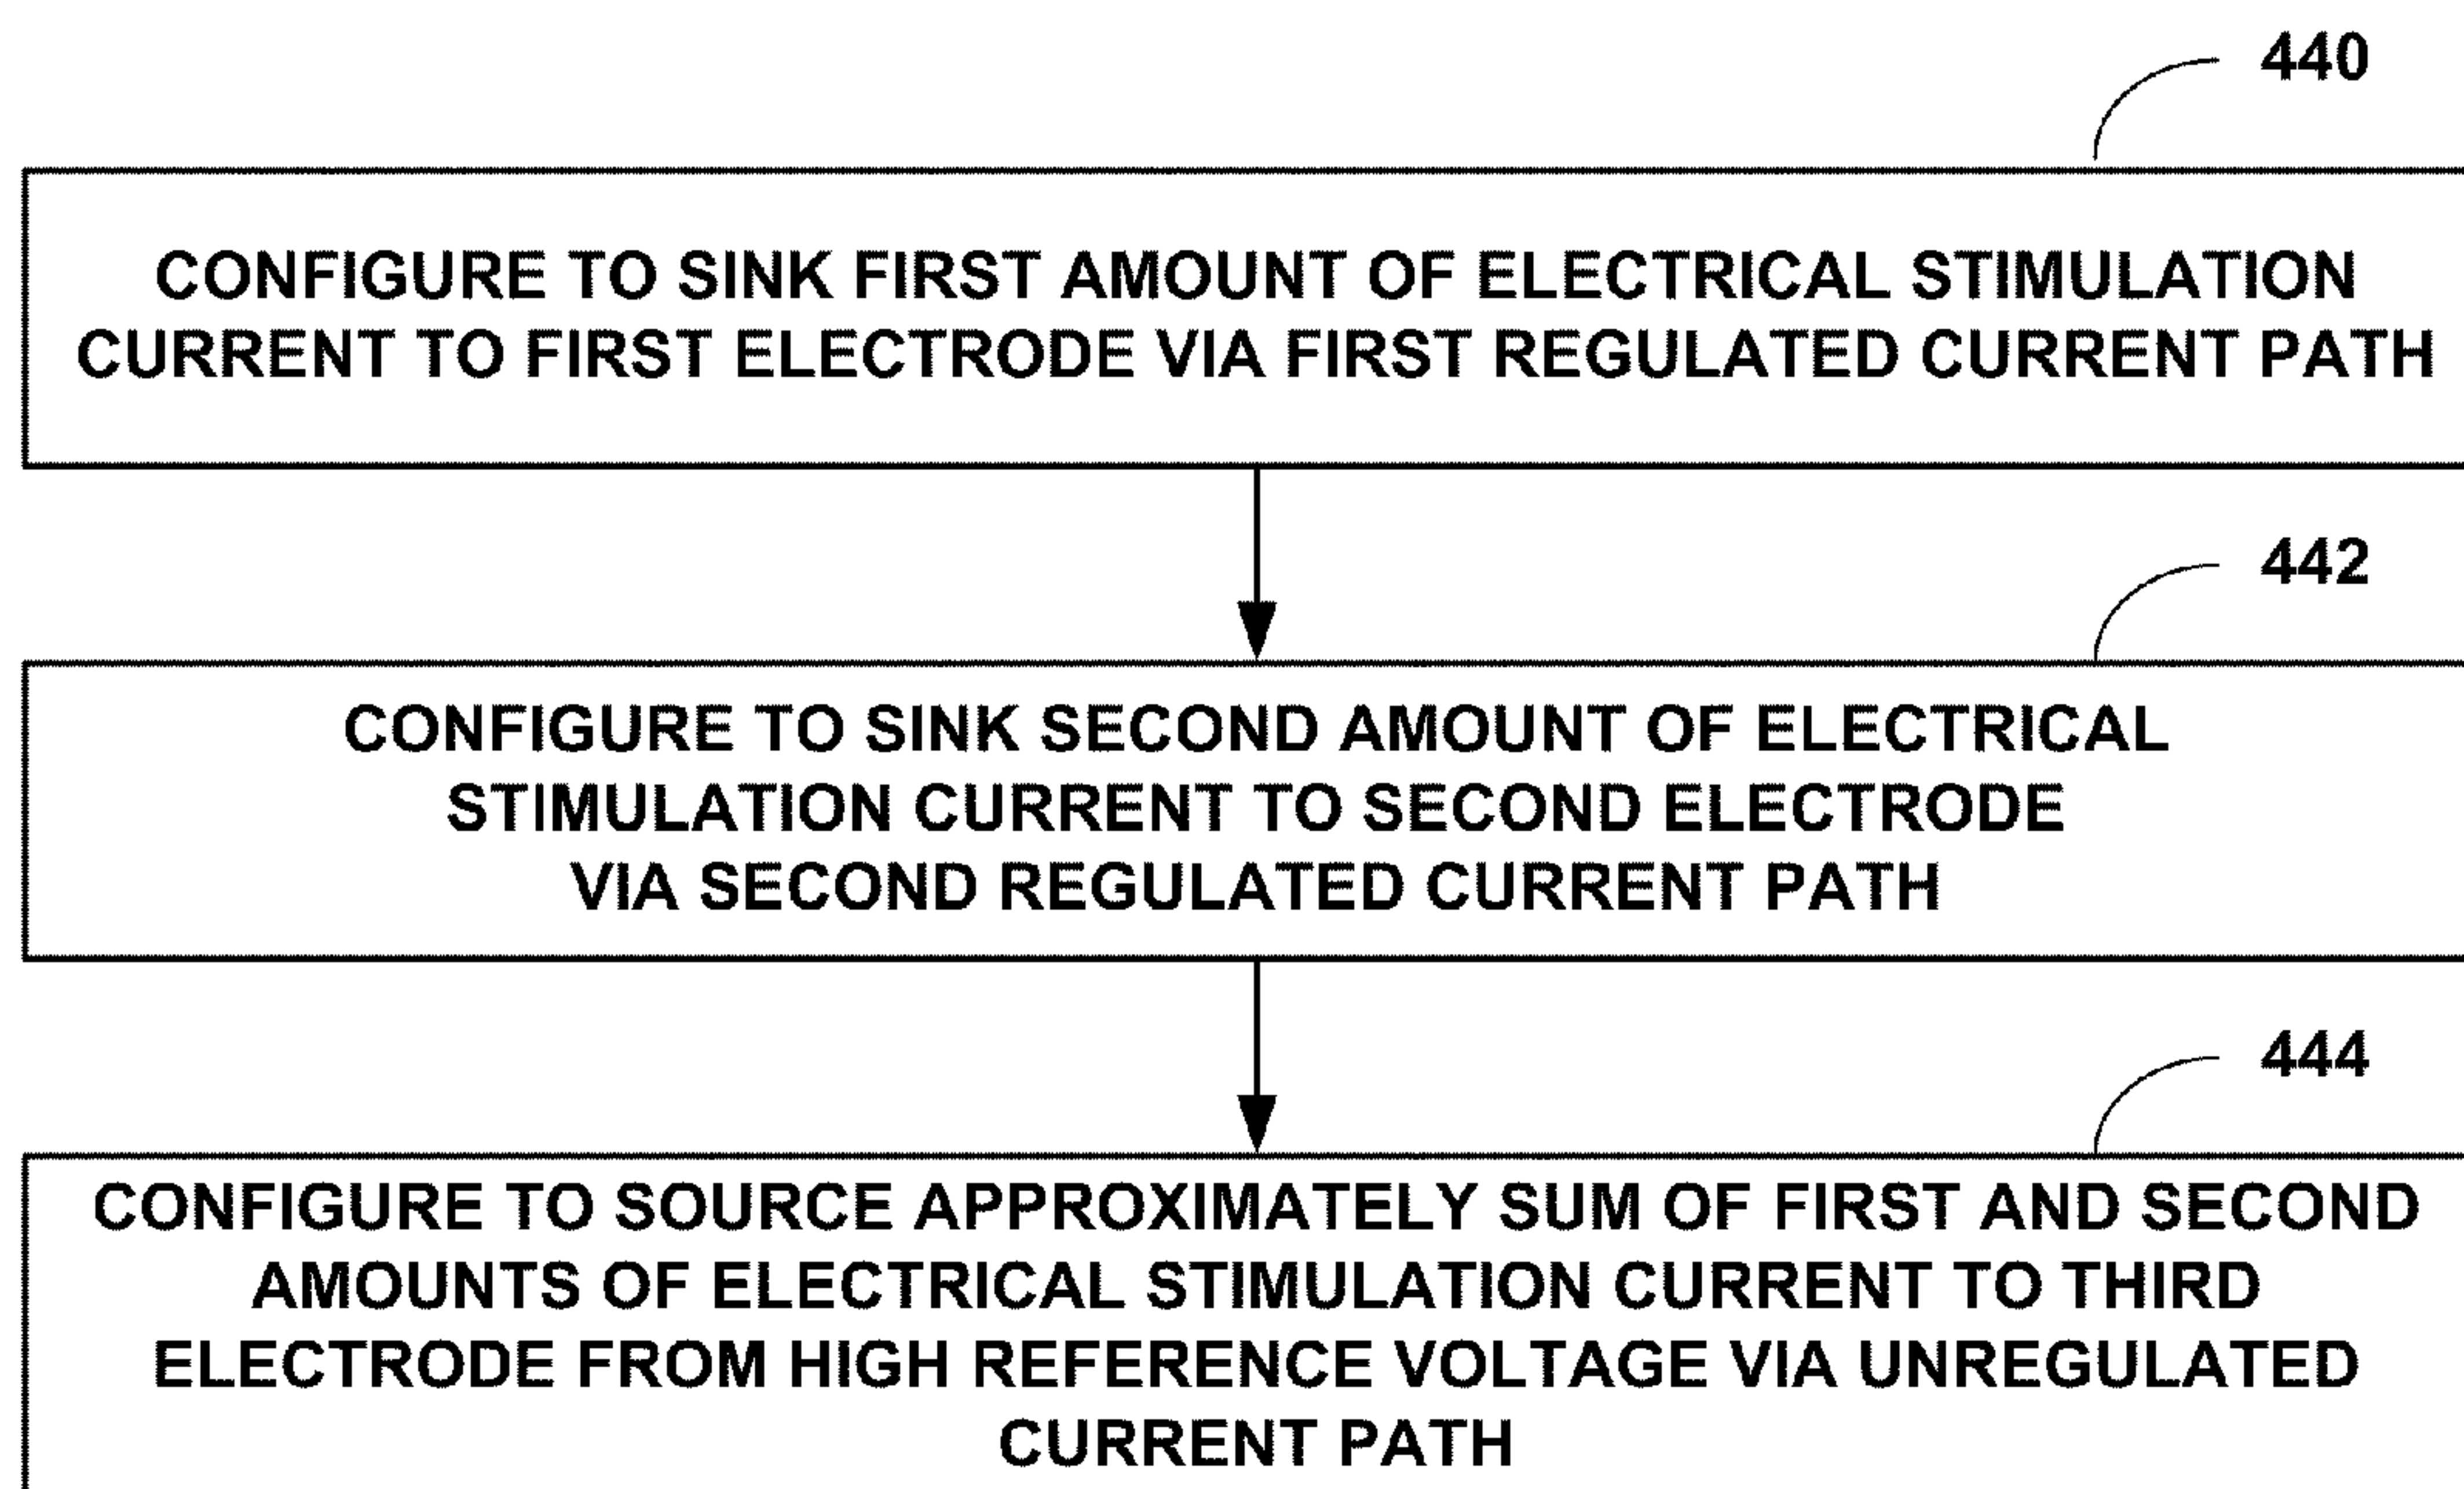 440
CONFIGURE TO SINK FIRST AMOUNT OF ELECTRICAL STIMULATION
CURRENT TO FIRST ELECTRODE VIA FIRST REGULATED CURRENT PATH
442
CONFIGURE TO SINK SECOND AMOUNT OF ELECTRICAL
STIMULATION CURRENT TO SECOND ELECTRODE
VIA SECOND REGULATED CURRENT PATH
444
CONFIGURE TO SOURCE APPROXIMATELY SUM OF FIRST AND SECOND
AMOUNTS OF ELECTRICAL STIMULATION CURRENT TO THIRD
ELECTRODE FROM HIGH REFERENCE VOLTAGE VIA UNREGULATED
CURRENT PATH